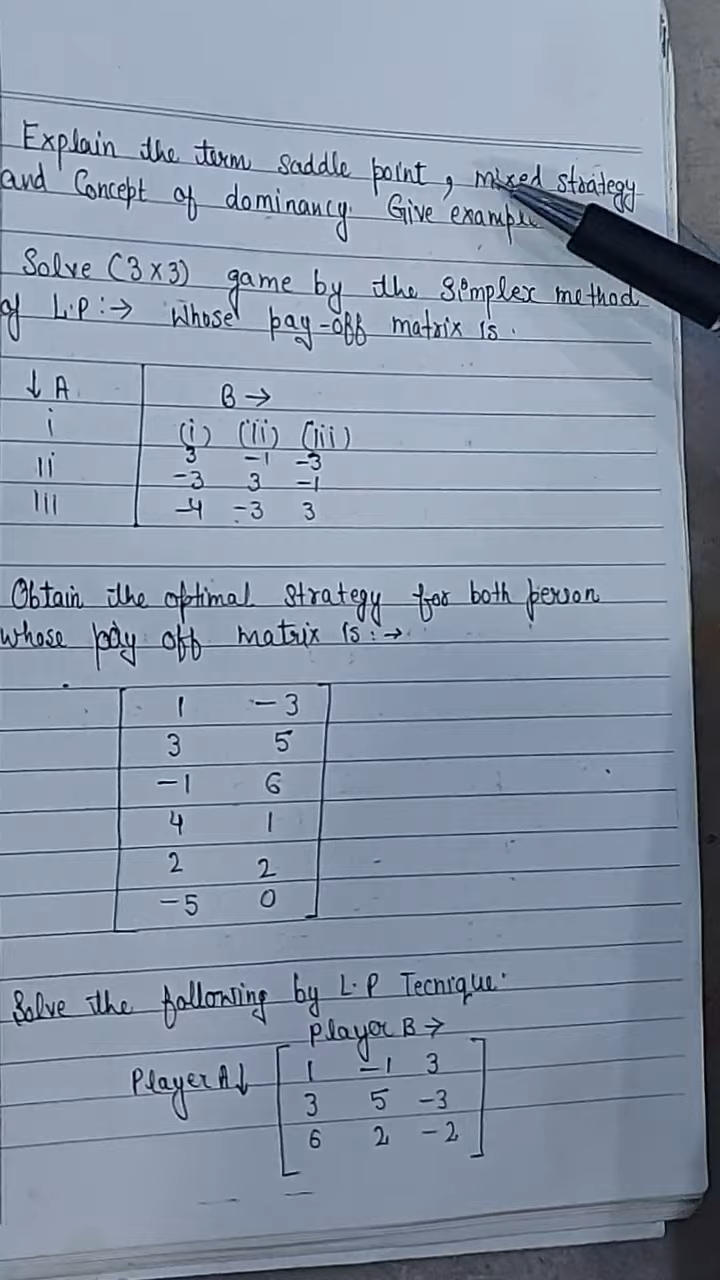 Explain the term saddle point, mixed strategy
and Concept of dominancy. Give example
Solve (3×3) game by the simplex method
of L.P:→ Whose pay-off matrix is.
↓ A B →
i (i) (ii) (iii)
3 -1 -3
ii -3 3 -1
iii -4 -3 3
Obtain the optimal strategy for both person
whose pay off matrix is:→
1 -3
3 5
-1 6
4 1
2 2
-5 0
Solve the following by L.P Tecnique.
Player B →
Player A↓ 1 -1 3
3 5 -3
6 2 -2